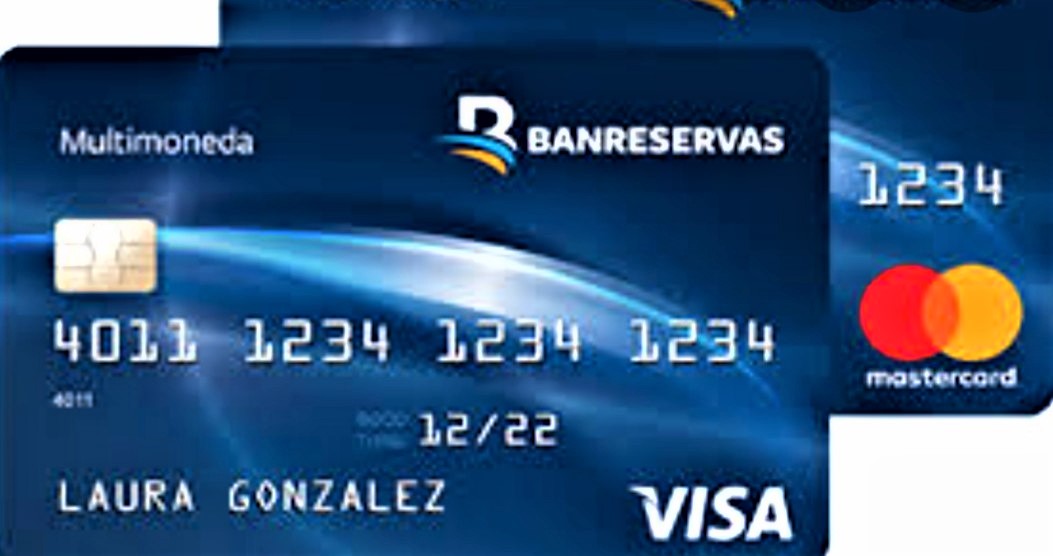 Multimoneda
BANRESERVAS
1234
4011 1234 1234 1234
mastercard
4011
12/22
LAURA GONZALEZ
VISA